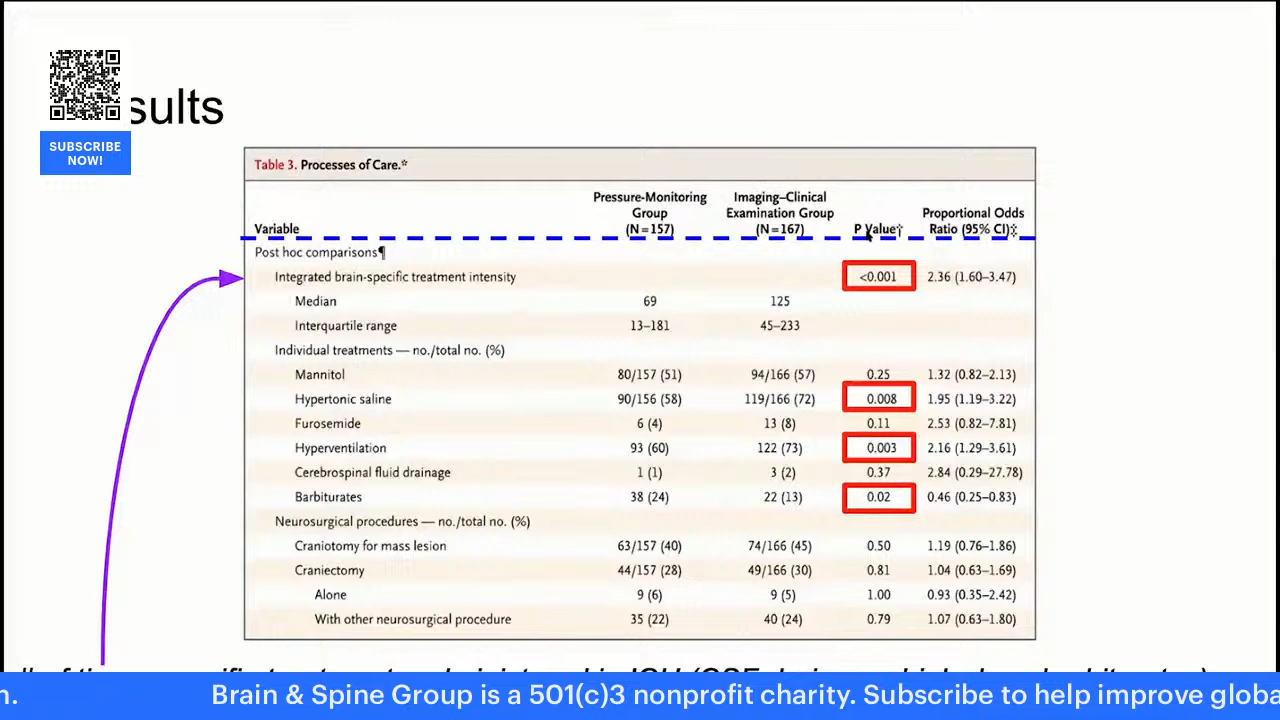 sults
SUBSCRIBE
NOW!
Table 3. Processes of Care.*
Variable Pressure-Monitoring Group (N=157) Imaging–Clinical Examination Group (N=167) P Value† Proportional Odds Ratio (95% CI)‡
Post hoc comparisons¶
Integrated brain-specific treatment intensity <0.001 2.36 (1.60–3.47)
Median 69 125
Interquartile range 13–181 45–233
Individual treatments — no./total no. (%)
Mannitol 80/157 (51) 94/166 (57) 0.25 1.32 (0.82–2.13)
Hypertonic saline 90/156 (58) 119/166 (72) 0.008 1.95 (1.19–3.22)
Furosemide 6 (4) 13 (8) 0.11 2.53 (0.82–7.81)
Hyperventilation 93 (60) 122 (73) 0.003 2.16 (1.29–3.61)
Cerebrospinal fluid drainage 1 (1) 3 (2) 0.37 2.84 (0.29–27.78)
Barbiturates 38 (24) 22 (13) 0.02 0.46 (0.25–0.83)
Neurosurgical procedures — no./total no. (%)
Craniotomy for mass lesion 63/157 (40) 74/166 (45) 0.50 1.19 (0.76–1.86)
Craniectomy 44/157 (28) 49/166 (30) 0.81 1.04 (0.63–1.69)
Alone 9 (6) 9 (5) 1.00 0.93 (0.35–2.42)
With other neurosurgical procedure 35 (22) 40 (24) 0.79 1.07 (0.63–1.80)
n. Brain & Spine Group is a 501(c)3 nonprofit charity. Subscribe to help improve globa